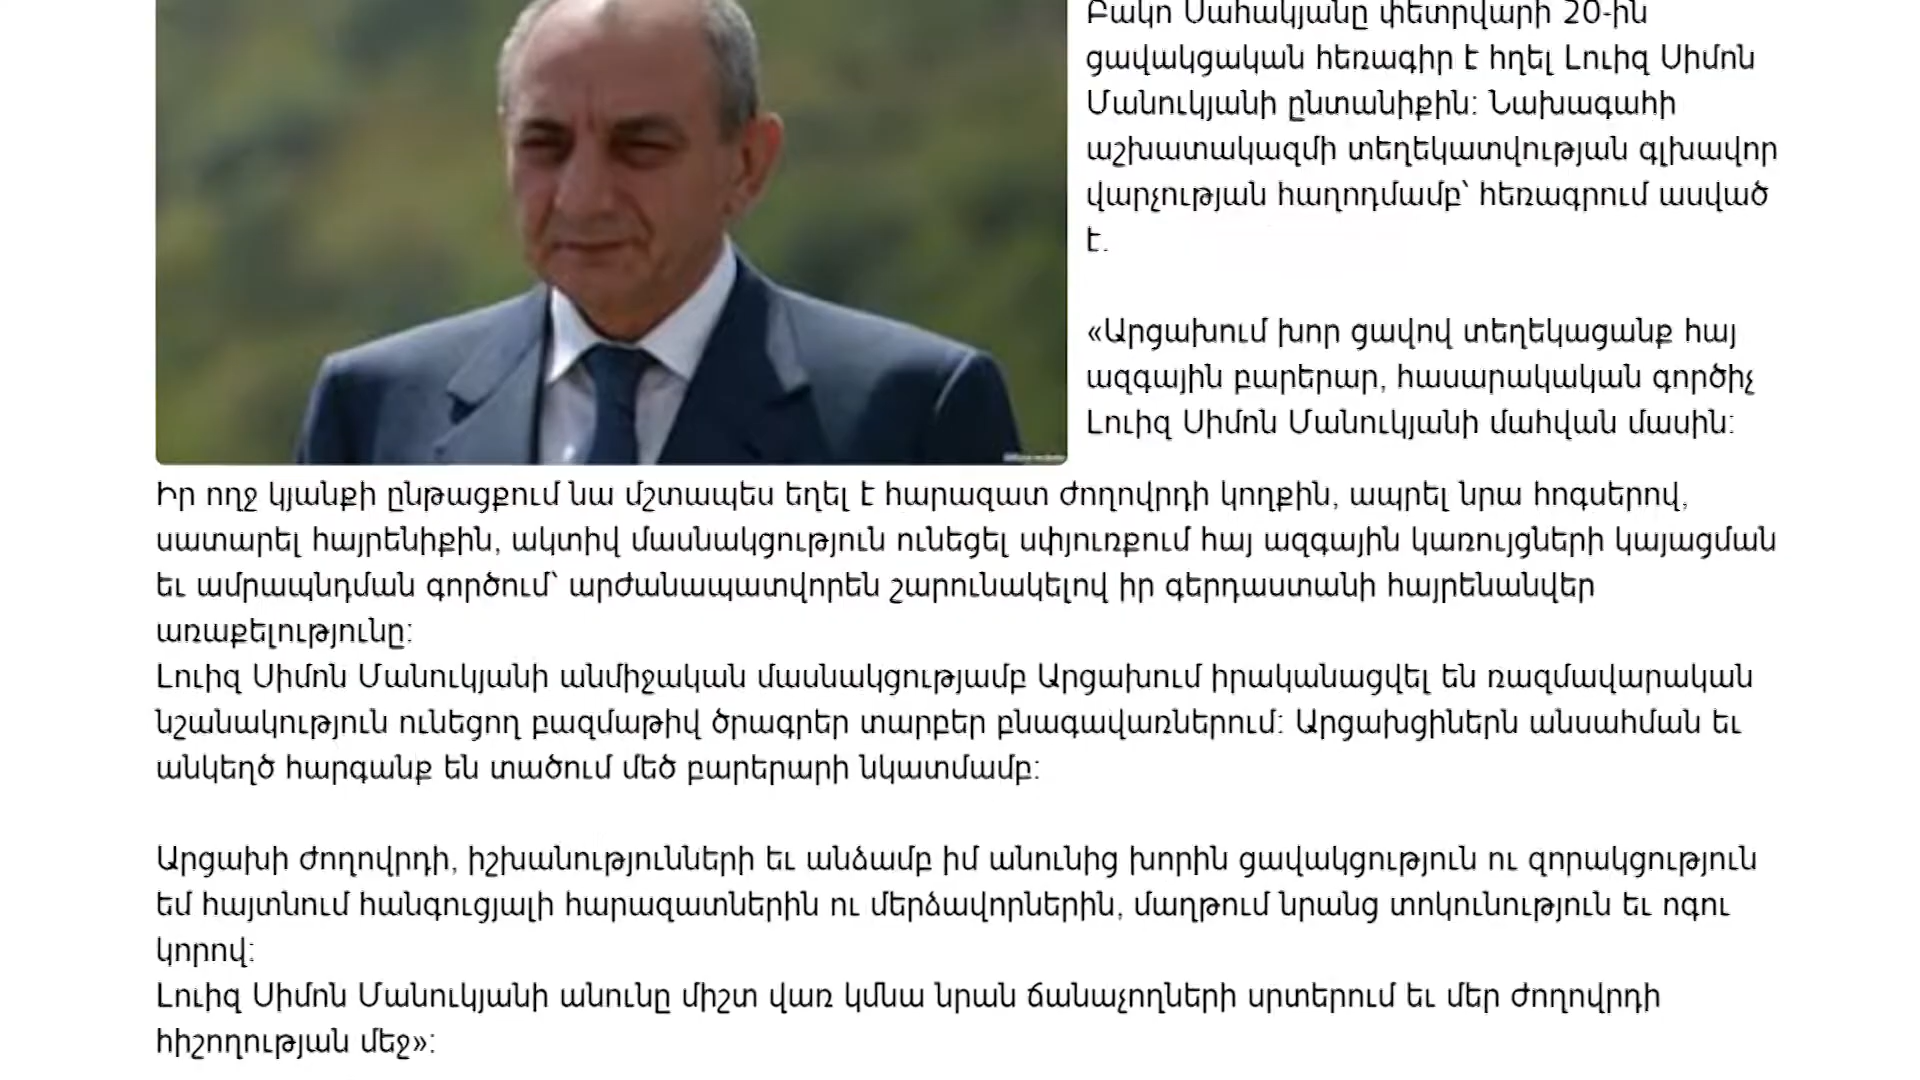 Բակո Սահակյանը փետրվարի 20-ին
ցավակցական հեռագիր է հղել Լուիզ Սիմոն
Մանուկյանի ընտանիքին: Նախագահի
աշխատակազմի տեղեկատվության գլխավոր
վարչության հաղորդմամբ՝ հեռագրում ասված
է.
«Արցախում խոր ցավով տեղեկացանք հայ
ազգային բարերար, հասարակական գործիչ
Լուիզ Սիմոն Մանուկյանի մահվան մասին:
Իր ողջ կյանքի ընթացքում նա մշտապես եղել է հարազատ ժողովրդի կողքին, ապրել նրա հոգսերով,
սատարել հայրենիքին, ակտիվ մասնակցություն ունեցել սփյուռքում հայ ազգային կառույցների կայացման
եւ ամրապնդման գործում՝ արժանապատվորեն շարունակելով իր գերդաստանի հայրենանվեր
առաքելությունը:
Լուիզ Սիմոն Մանուկյանի անմիջական մասնակցությամբ Արցախում իրականացվել են ռազմավարական
նշանակություն ունեցող բազմաթիվ ծրագրեր տարբեր բնագավառներում: Արցախցիներն անսահման եւ
անկեղծ հարգանք են տածում մեծ բարերարի նկատմամբ:
Արցախի ժողովրդի, իշխանությունների եւ անձամբ իմ անունից խորին ցավակցություն ու զորակցություն
եմ հայտնում հանգուցյալի հարազատներին ու մերձավորներին, մաղթում նրանց տոկունություն եւ ոգու
կորով:
Լուիզ Սիմոն Մանուկյանի անունը միշտ վառ կմնա նրան ճանաչողների սրտերում եւ մեր ժողովրդի
հիշողության մեջ»: